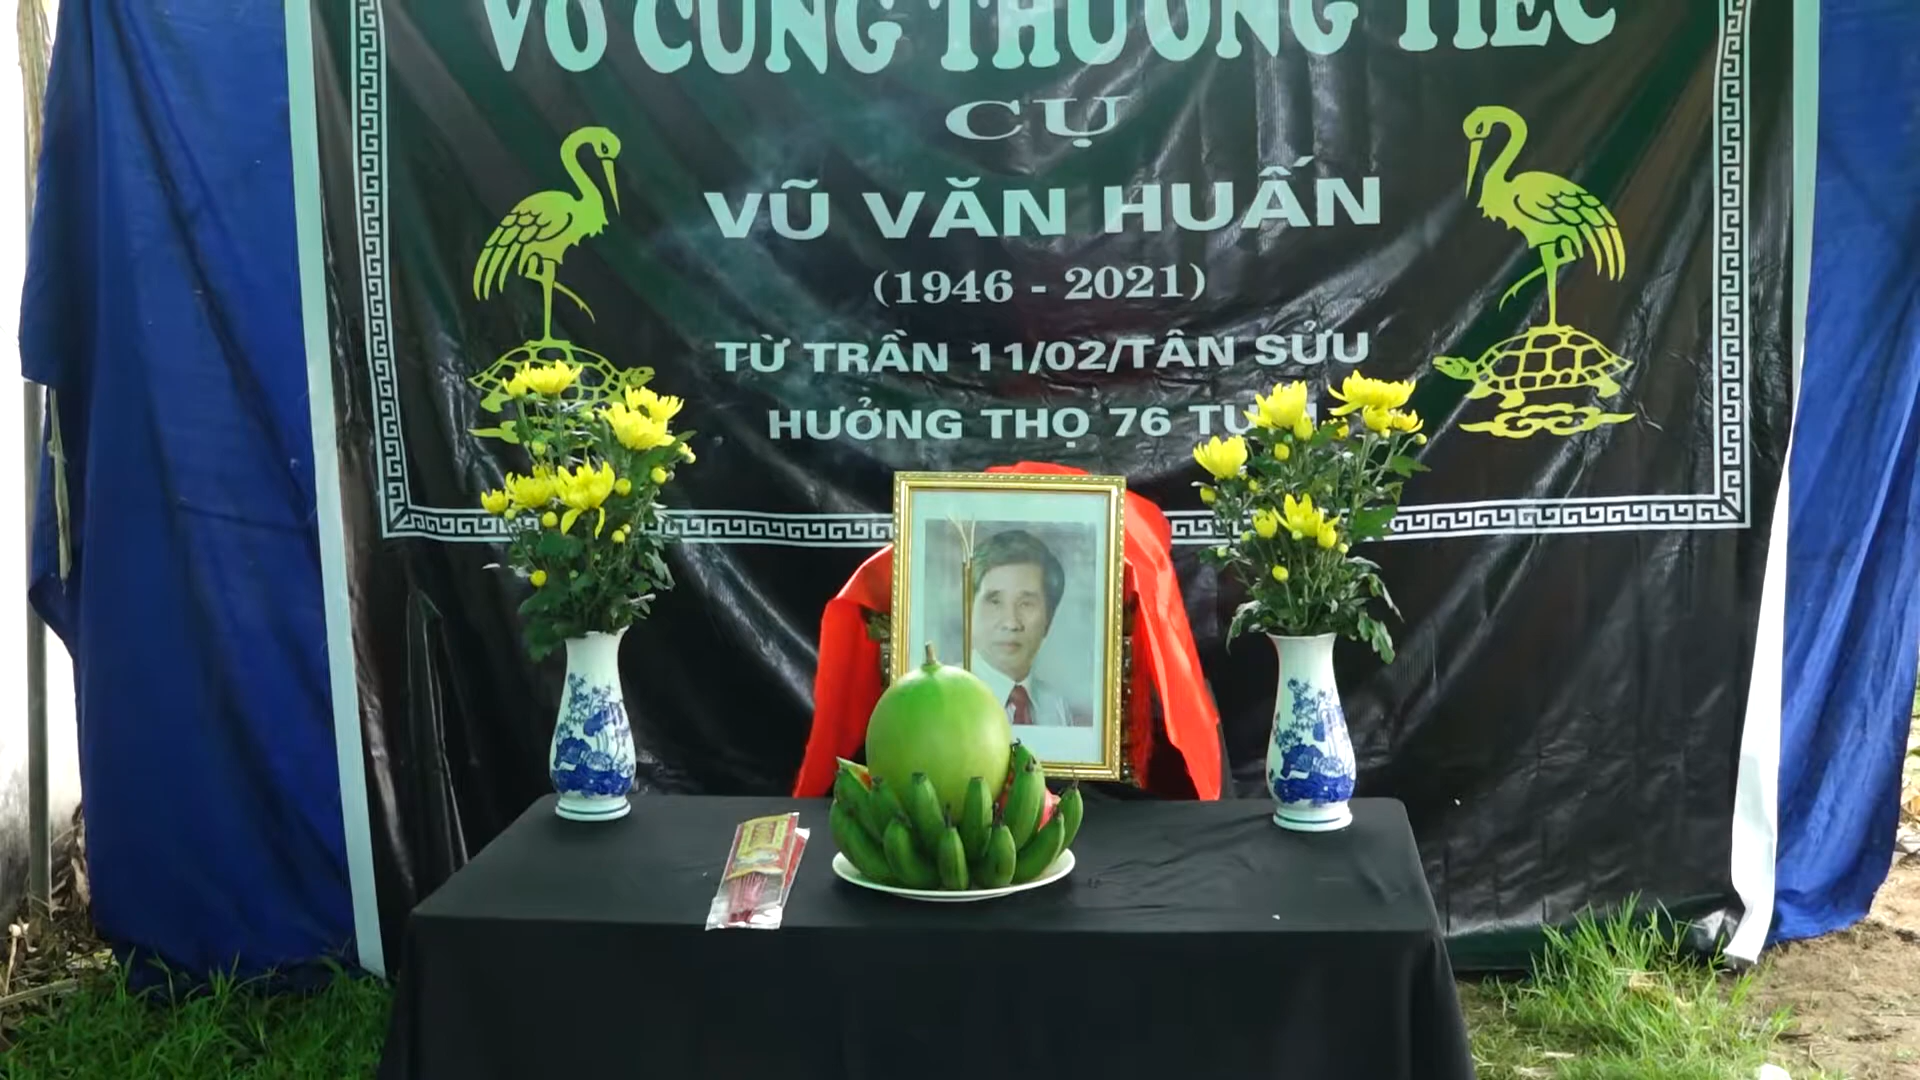 VÔ CÙNG THƯƠNG TIẾC
CỤ
VŨ VĂN HUẤN
(1946 - 2021)
TỪ TRẦN 11/02/TÂN SỬU
HƯỞNG THỌ 76